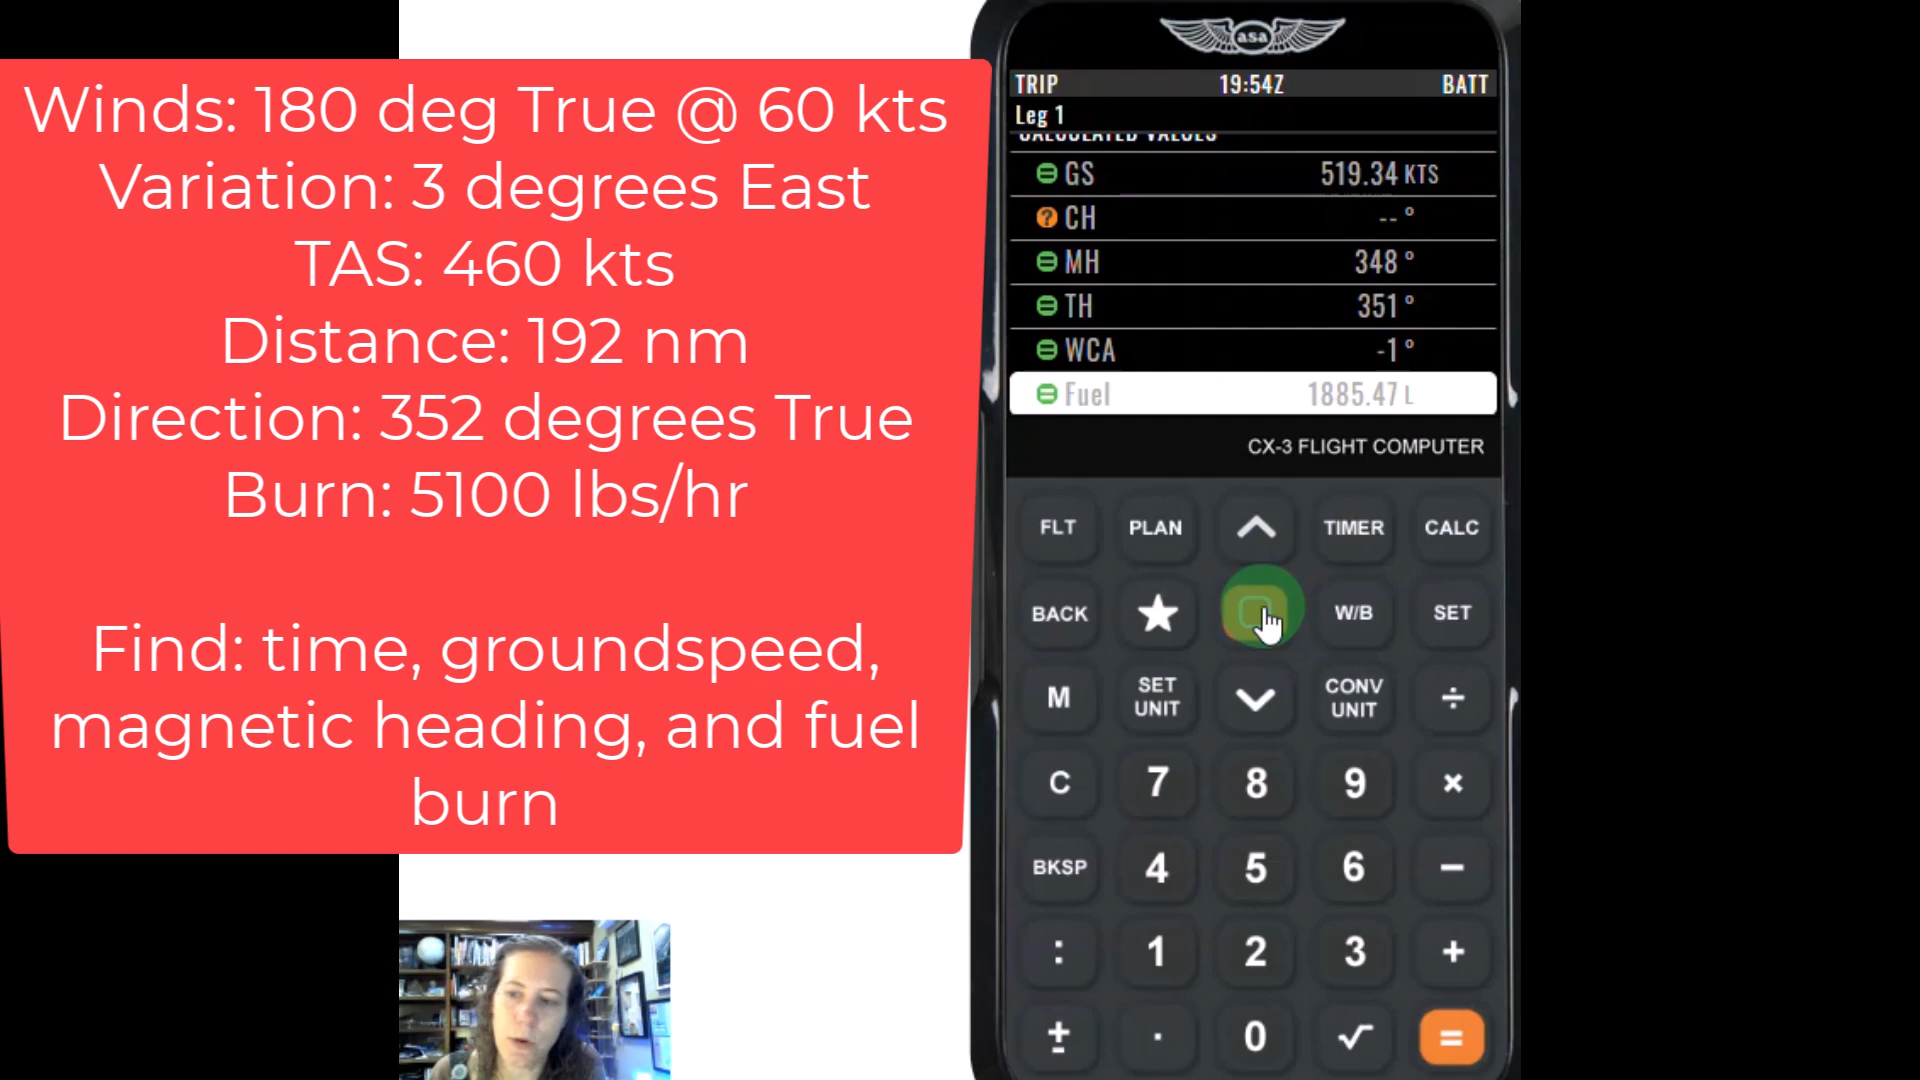 Winds: 180 deg True @ 60 kts
Variation: 3 degrees East
TAS: 460 kts
Distance: 192 nm
Direction: 352 degrees True
Burn: 5100 lbs/hr
Find: time, groundspeed,
magnetic heading, and fuel
burn
asa
TRIP 19:54Z BATT
Leg 1
CALCULATED VALUES
GS 519.34 KTS
? CH -- °
MH 348 °
TH 351 °
WCA -1 °
Fuel 1885.47 L
CX-3 FLIGHT COMPUTER
FLT PLAN TIMER CALC
BACK W/B SET
M SET UNIT CONV UNIT ÷
C 7 8 9 ×
BKSP 4 5 6 −
: 1 2 3 +
± . 0 √ =